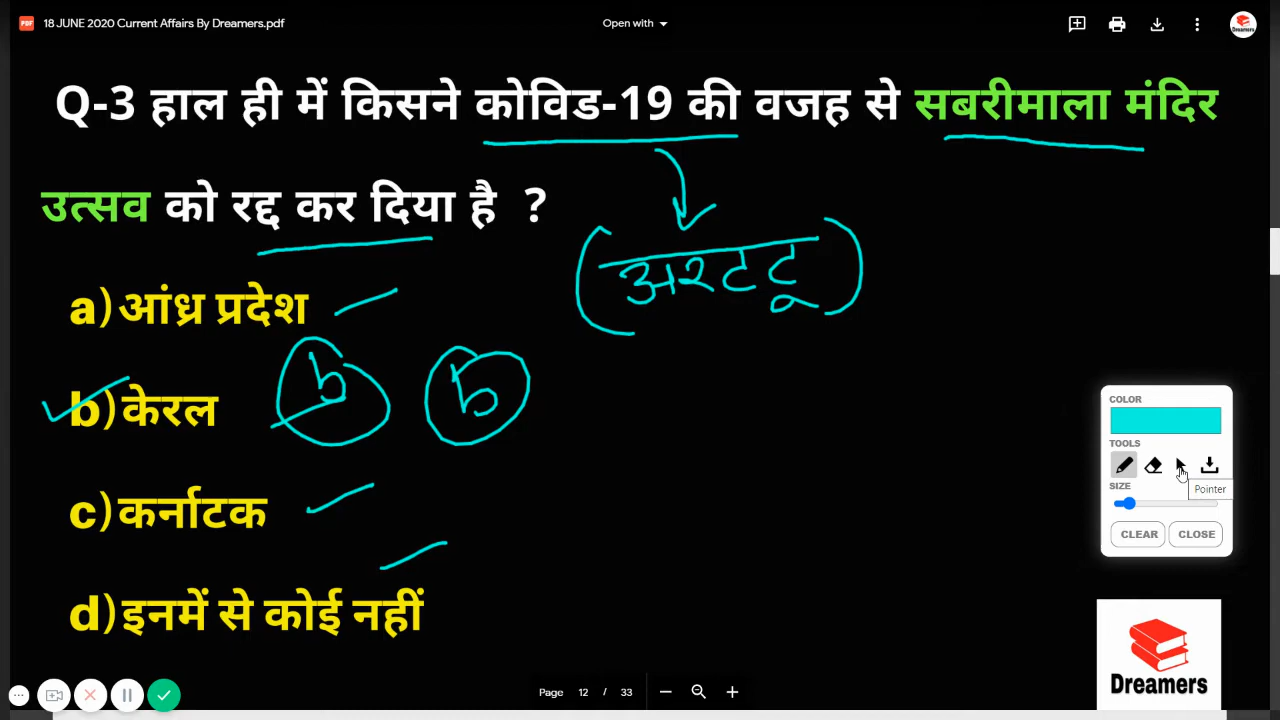 18 JUNE 2020 Current Affairs By Dreamers.pdf
Open with
Q-3 हाल ही में किसने कोविड-19 की वजह से सबरीमाला मंदिर
उत्सव को रद्द कर दिया है ?
अरटटू
a)आंध्र प्रदेश
b)केरल b b
c)कर्नाटक
d)इनमें से कोई नहीं
COLOR
TOOLS
SIZE
Pointer
CLEAR CLOSE
Dreamers
Page 12 / 33